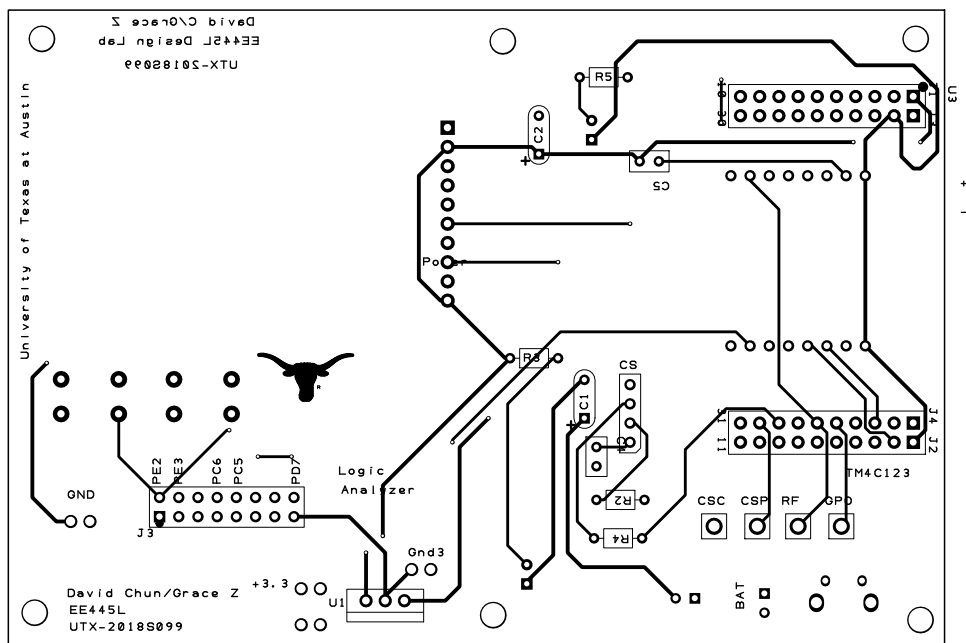 David C/Grace Z
EE445L Design Lab
UTX-2018S099
University of Texas at Austin
R5
C2
+
U3
C5
+
-
Power
R3
CS
C1
+
J4
J2
31
11
TM4C123
PE2
PE3
PC6
PC5
PD7
Logic
Analyzer
GND
J3
R2
R4
CSC
CSP
RF
GPO
Gnd3
+3.3
U1
BAT
David Chun/Grace Z
EE445L
UTX-2018S099